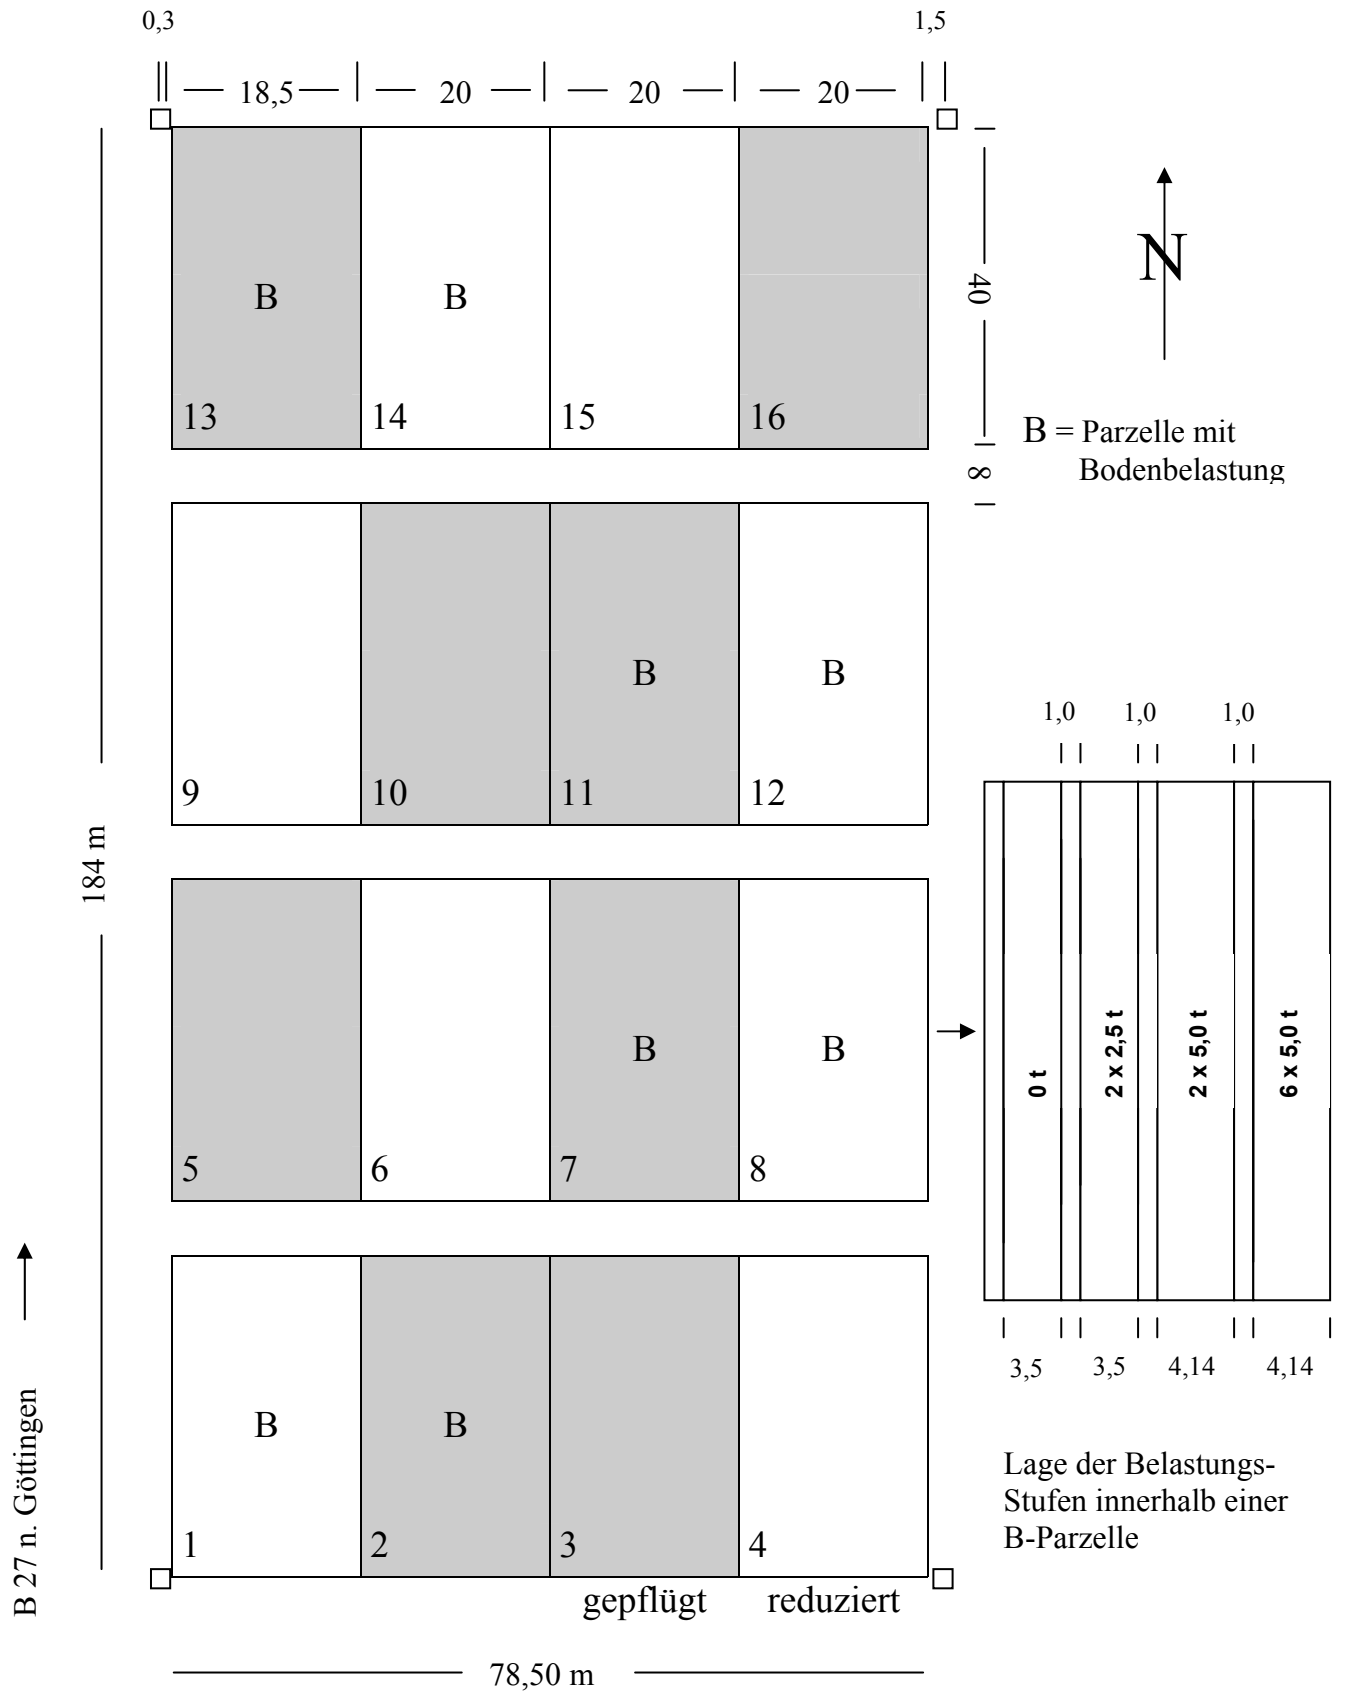 0,3
1,5
18,5
20
20
20
40
8
N
B = Parzelle mit
Bodenbelastung
B
B
13
14
15
16
B
B
9
10
11
12
184 m
1,0
1,0
1,0
0 t
2 x 2,5 t
2 x 5,0 t
6 x 5,0 t
3,5
3,5
4,14
4,14
B
B
5
6
7
8
B
B
1
2
3
4
gepflügt
reduziert
78,50 m
B 27 n. Göttingen
Lage der Belastungs-
Stufen innerhalb einer
B-Parzelle